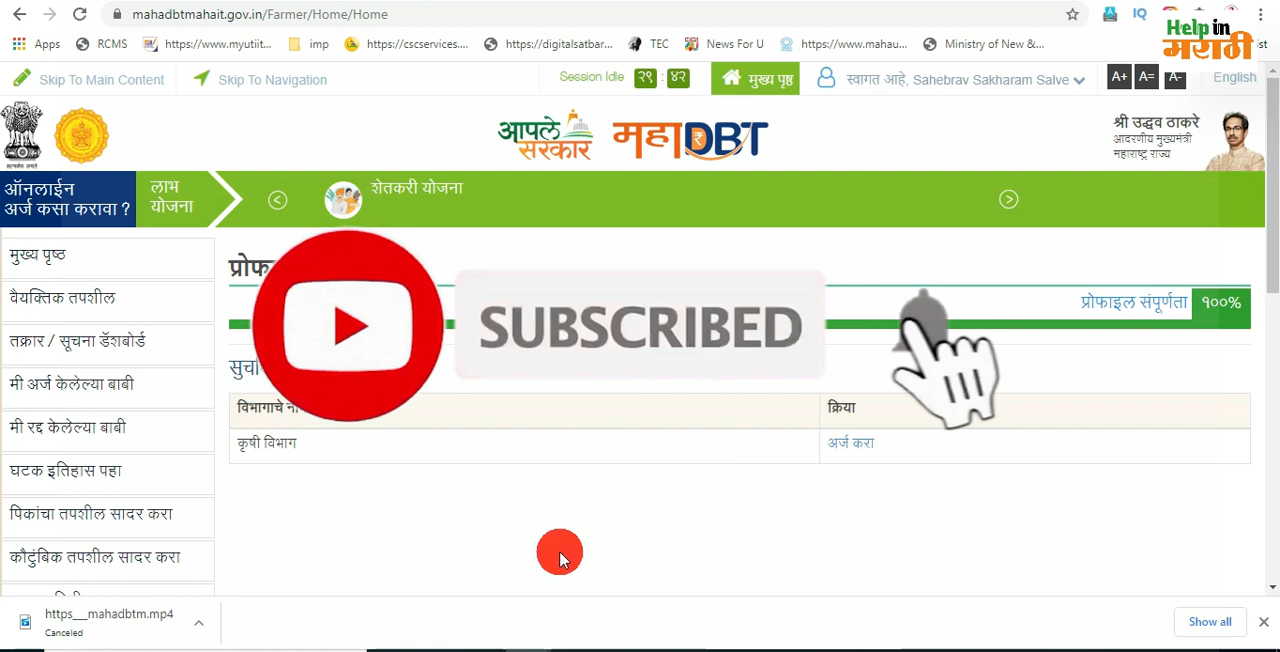 mahadbtmahait.gov.in/Farmer/Home/Home
IQ
Help in
मराठी
Apps
RCMS
https://www.myutiit...
imp
https://cscservices....
https://digitalsatbar...
TEC
News For U
https://www.mahau...
Ministry of New &...
Skip To Main Content
Skip To Navigation
Session Idle २९ : ४२
मुख्य पृष्ठ
स्वागत आहे, Sahebrav Sakharam Salve
A+ A= A-
English
आपले
सरकार
महाDBT
श्री उद्धव ठाकरे
आदरणीय मुख्यमंत्री
महाराष्ट्र राज्य
ऑनलाईन
अर्ज कसा करावा ?
लाभ
योजना
शेतकरी योजना
मुख्य पृष्ठ
वैयक्तिक तपशील
तक्रार / सूचना डॅशबोर्ड
मी अर्ज केलेल्या बाबी
मी रद्द केलेल्या बाबी
घटक इतिहास पहा
पिकांचा तपशील सादर करा
कौटुंबिक तपशील सादर करा
प्रोफाइल संपूर्णता १००%
SUBSCRIBED
विभागाचे
क्रिया
कृषी विभाग
अर्ज करा
https__mahadbtm.mp4
Canceled
Show all